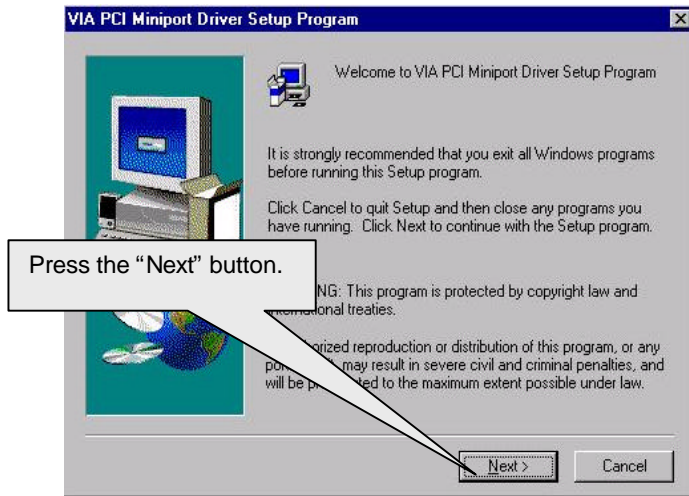 VIA PCI Miniport Driver Setup Program
Welcome to VIA PCI Miniport Driver Setup Program
It is strongly recommended that you exit all Windows programs
before running this Setup program.
Click Cancel to quit Setup and then close any programs you
have running. Click Next to continue with the Setup program.
Press the “Next” button.
NG: This program is protected by copyright law and
international treaties.
orized reproduction or distribution of this program, or any
may result in severe civil and criminal penalties, and
will be to the maximum extent possible under law.
Next >
Cancel